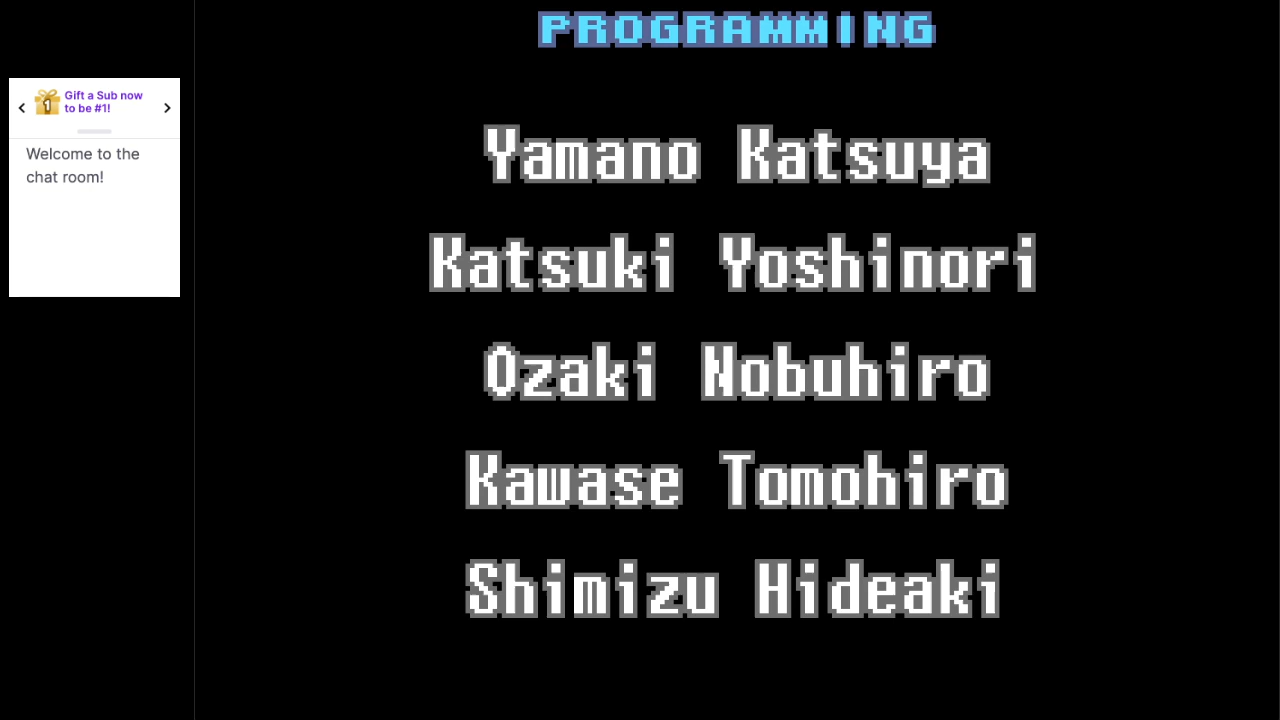 PROGRAMMING
1
Gift a Sub now
to be #1!
Welcome to the
chat room!
Yamano Katsuya
Katsuki Yoshinori
Ozaki Nobuhiro
Kawase Tomohiro
Shimizu Hideaki